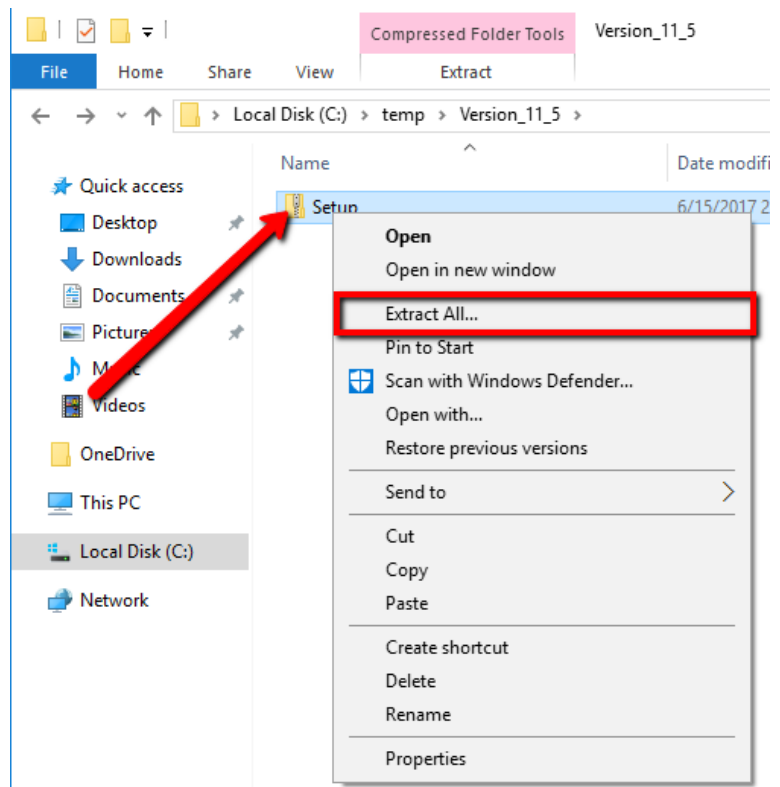 Compressed Folder Tools
Version_11_5
File
Home
Share
View
Extract
Local Disk (C:)
temp
Version_11_5
Name
Date modifi
Quick access
Desktop
Downloads
Documents
OneDrive
This PC
Local Disk (C:)
Network
Videos
Setup
6/15/2017 2
Open
Open in new window
Extract All...
Pin to Start
Scan with Windows Defender...
Open with...
Restore previous versions
Send to
Cut
Copy
Paste
Create shortcut
Delete
Rename
Properties